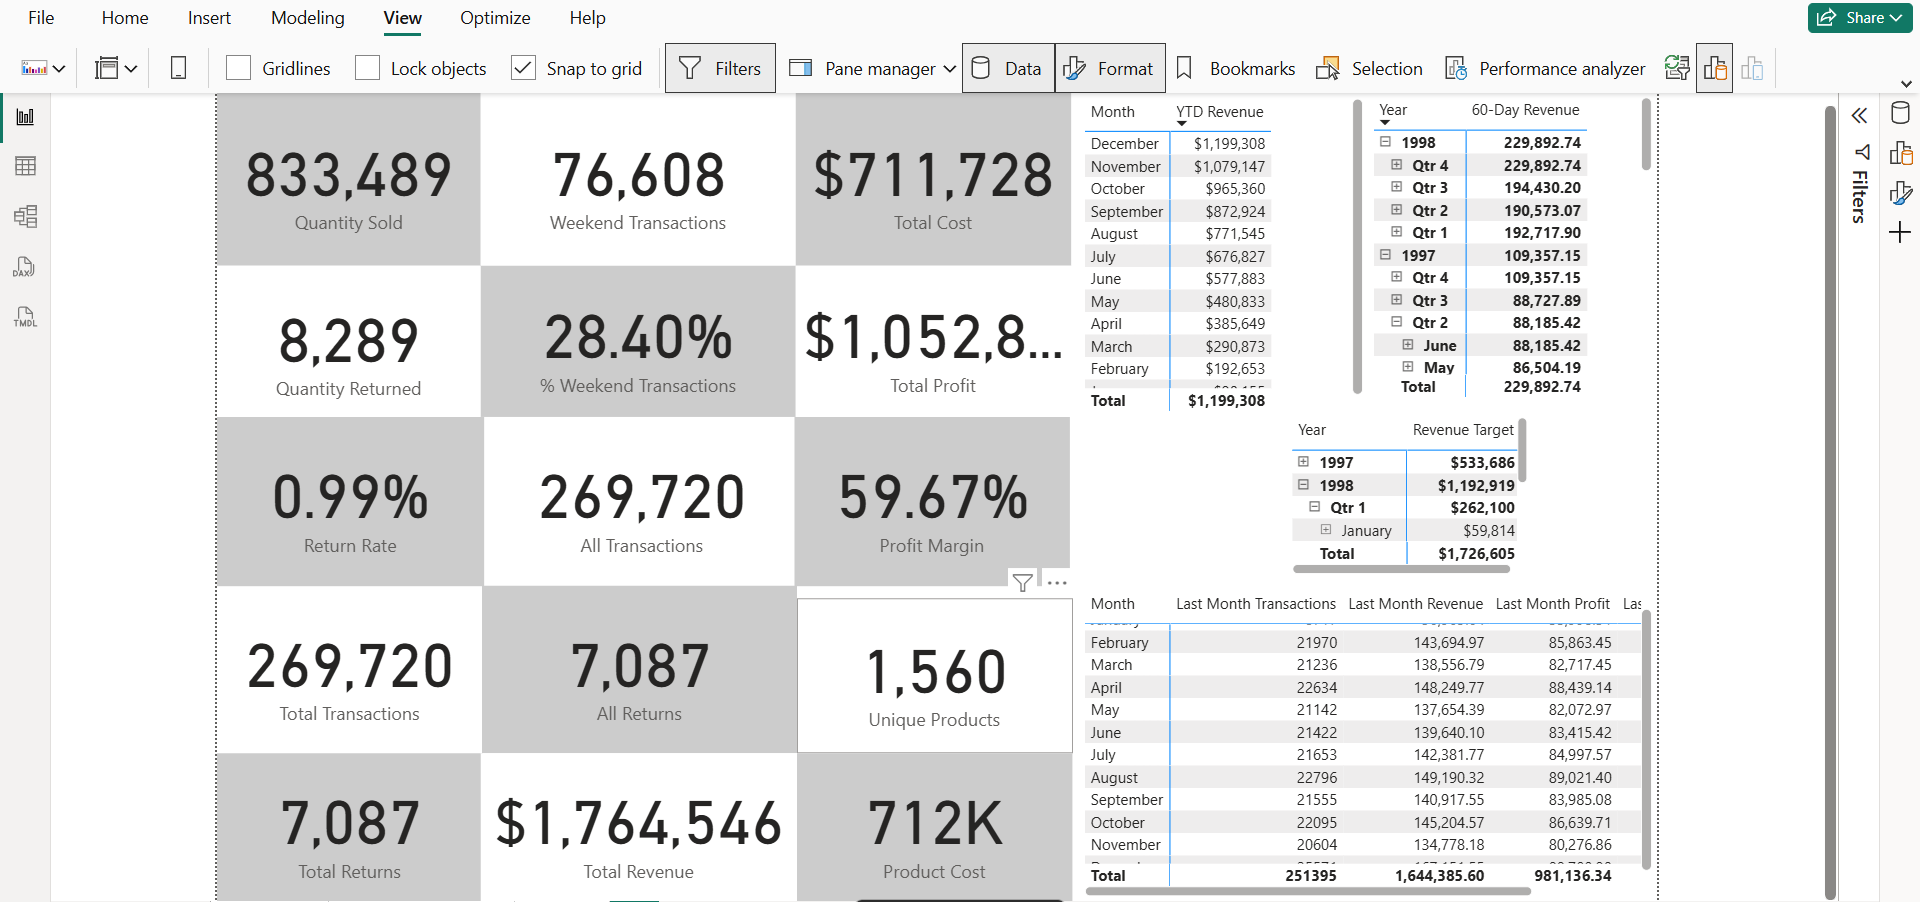 File Home Insert Modeling View Optimize Help Share
Gridlines Lock objects Snap to grid Filters Pane manager Data Format Bookmarks Selection Performance analyzer
DAX
TMDL
833,489
Quantity Sold
76,608
Weekend Transactions
$711,728
Total Cost
8,289
Quantity Returned
28.40%
% Weekend Transactions
$1,052,8...
Total Profit
0.99%
Return Rate
269,720
All Transactions
59.67%
Profit Margin
269,720
Total Transactions
7,087
All Returns
1,560
Unique Products
7,087
Total Returns
$1,764,546
Total Revenue
712K
Product Cost
Month YTD Revenue
December $1,199,308
November $1,079,147
October $965,360
September $872,924
August $771,545
July $676,827
June $577,883
May $480,833
April $385,649
March $290,873
February $192,653
Total $1,199,308
Year 60-Day Revenue
1998 229,892.74
Qtr 4 229,892.74
Qtr 3 194,430.20
Qtr 2 190,573.07
Qtr 1 192,717.90
1997 109,357.15
Qtr 4 109,357.15
Qtr 3 88,727.89
Qtr 2 88,185.42
June 88,185.42
May 86,504.19
Total 229,892.74
Year Revenue Target
1997 $533,686
1998 $1,192,919
Qtr 1 $262,100
January $59,814
Total $1,726,605
Month Last Month Transactions Last Month Revenue Last Month Profit Las
February 21970 143,694.97 85,863.45
March 21236 138,556.79 82,717.45
April 22634 148,249.77 88,439.14
May 21142 137,654.39 82,072.97
June 21422 139,640.10 83,415.42
July 21653 142,381.77 84,997.57
August 22796 149,190.32 89,021.40
September 21555 140,917.55 83,985.08
October 22095 145,204.57 86,639.71
November 20604 134,778.18 80,276.86
Total 251395 1,644,385.60 981,136.34
Filters